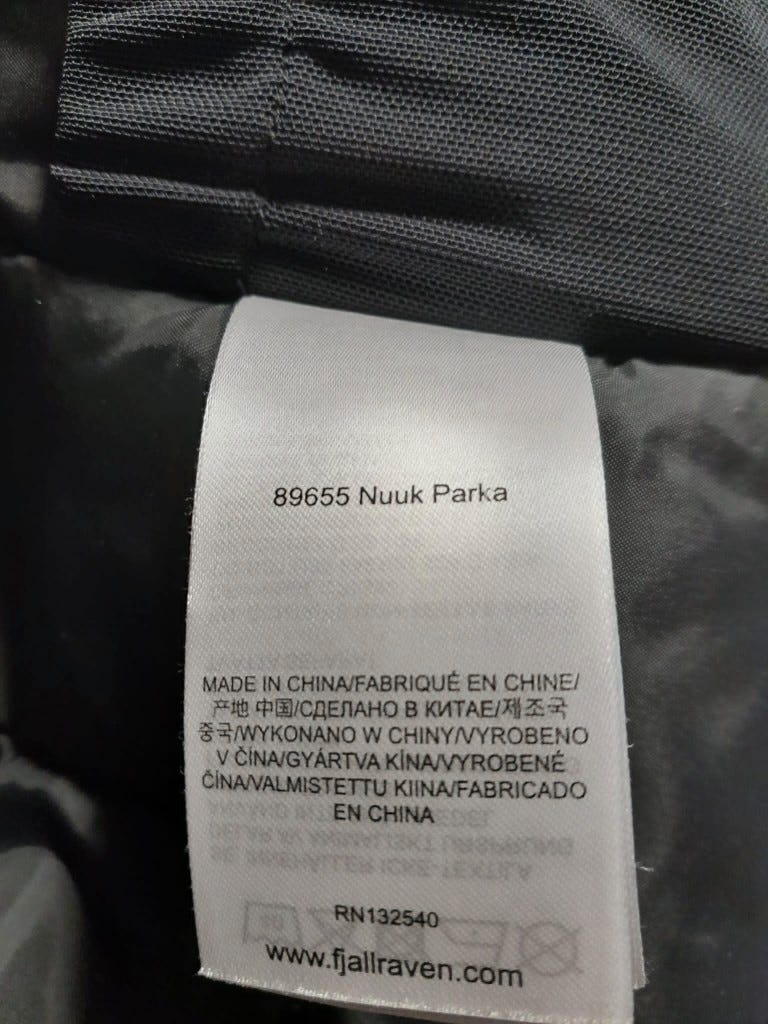 89655 Nuuk Parka
MADE IN CHINA/FABRIQUÉ EN CHINE/
产地 中国/СДЕЛАНО В КИТАЕ/제조국
중국/WYKONANO W CHINY/VYROBENO
V ČÍNA/GYÁRTVA KÍNA/VYROBENÉ
ČÍNA/VALMISTETTU KIINA/FABRICADO
EN CHINA
RN132540
www.fjallraven.com